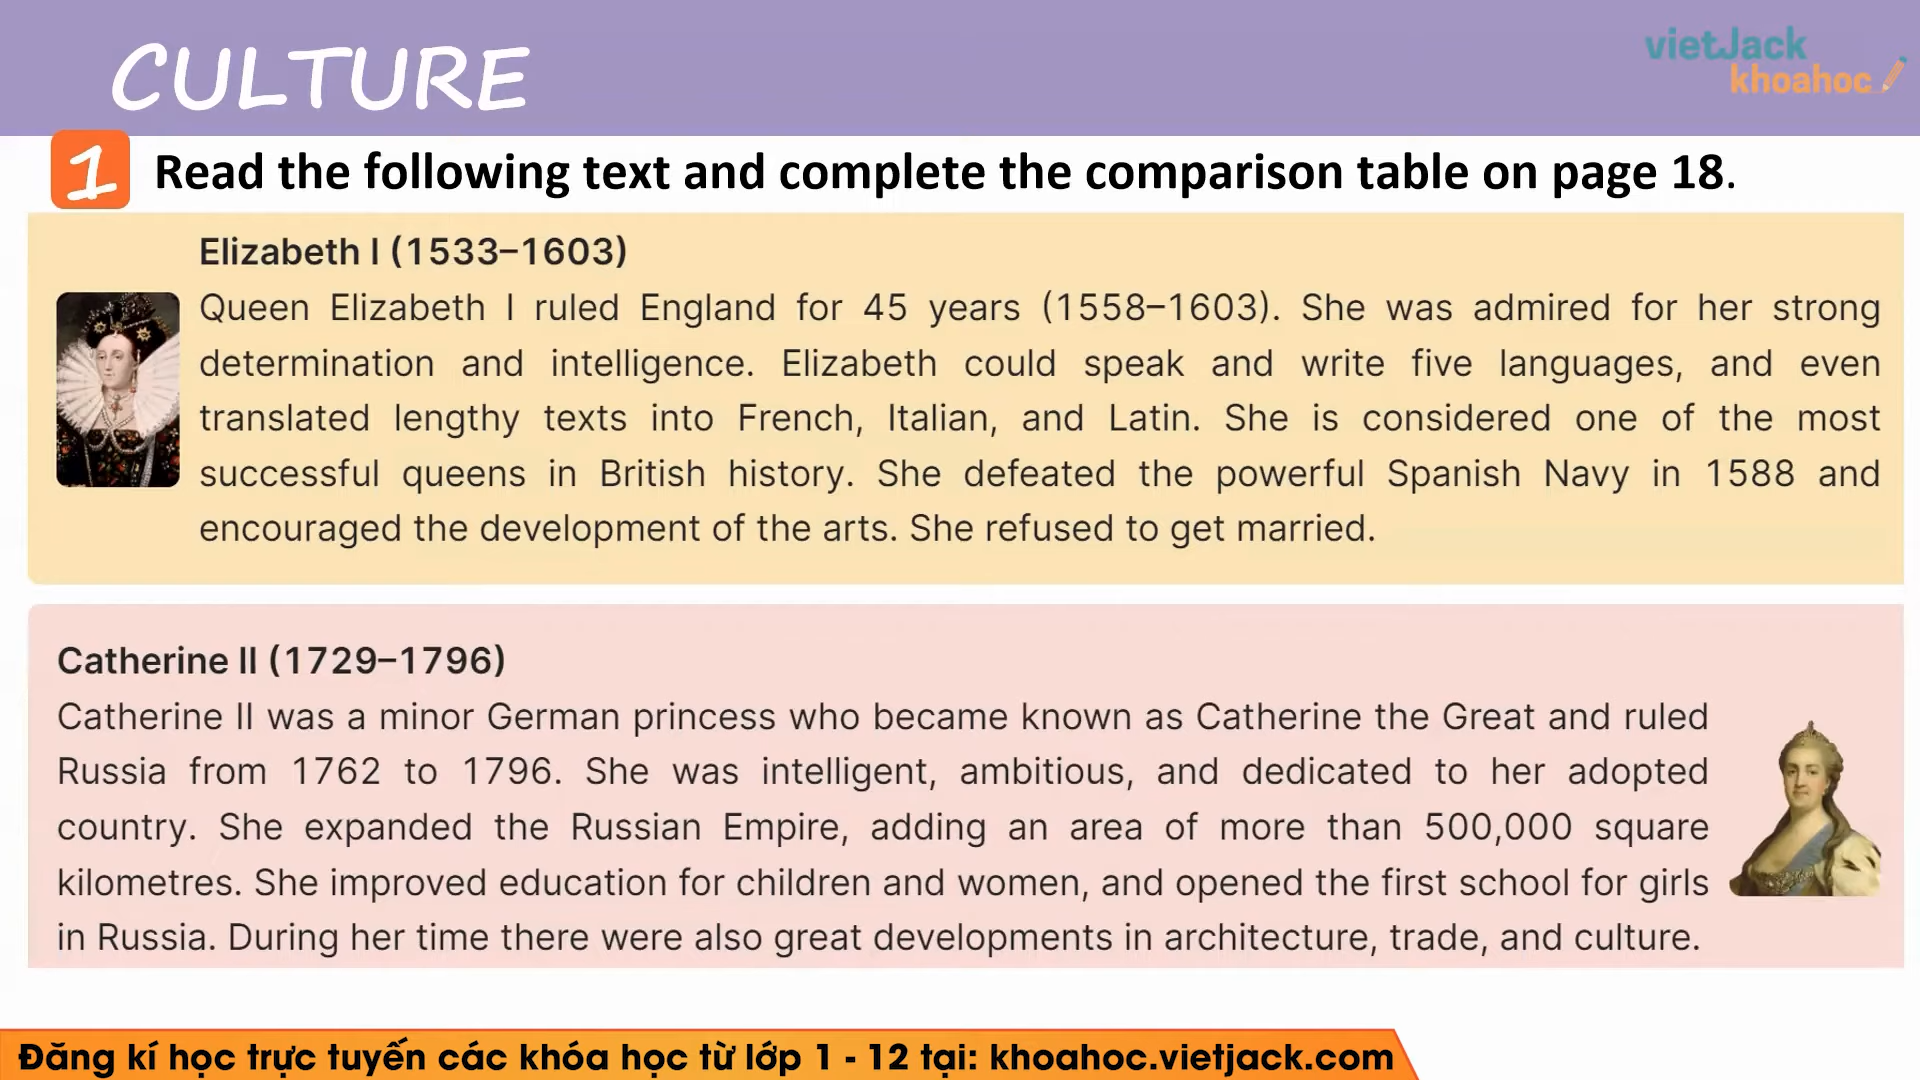 CULTURE
vietJack
khoahoc
1 Read the following text and complete the comparison table on page 18.
Elizabeth I (1533–1603)
Queen Elizabeth I ruled England for 45 years (1558–1603). She was admired for her strong
determination and intelligence. Elizabeth could speak and write five languages, and even
translated lengthy texts into French, Italian, and Latin. She is considered one of the most
successful queens in British history. She defeated the powerful Spanish Navy in 1588 and
encouraged the development of the arts. She refused to get married.
Catherine II (1729–1796)
Catherine II was a minor German princess who became known as Catherine the Great and ruled
Russia from 1762 to 1796. She was intelligent, ambitious, and dedicated to her adopted
country. She expanded the Russian Empire, adding an area of more than 500,000 square
kilometres. She improved education for children and women, and opened the first school for girls
in Russia. During her time there were also great developments in architecture, trade, and culture.
Đăng kí học trực tuyến các khóa học từ lớp 1 - 12 tại: khoahoc.vietjack.com